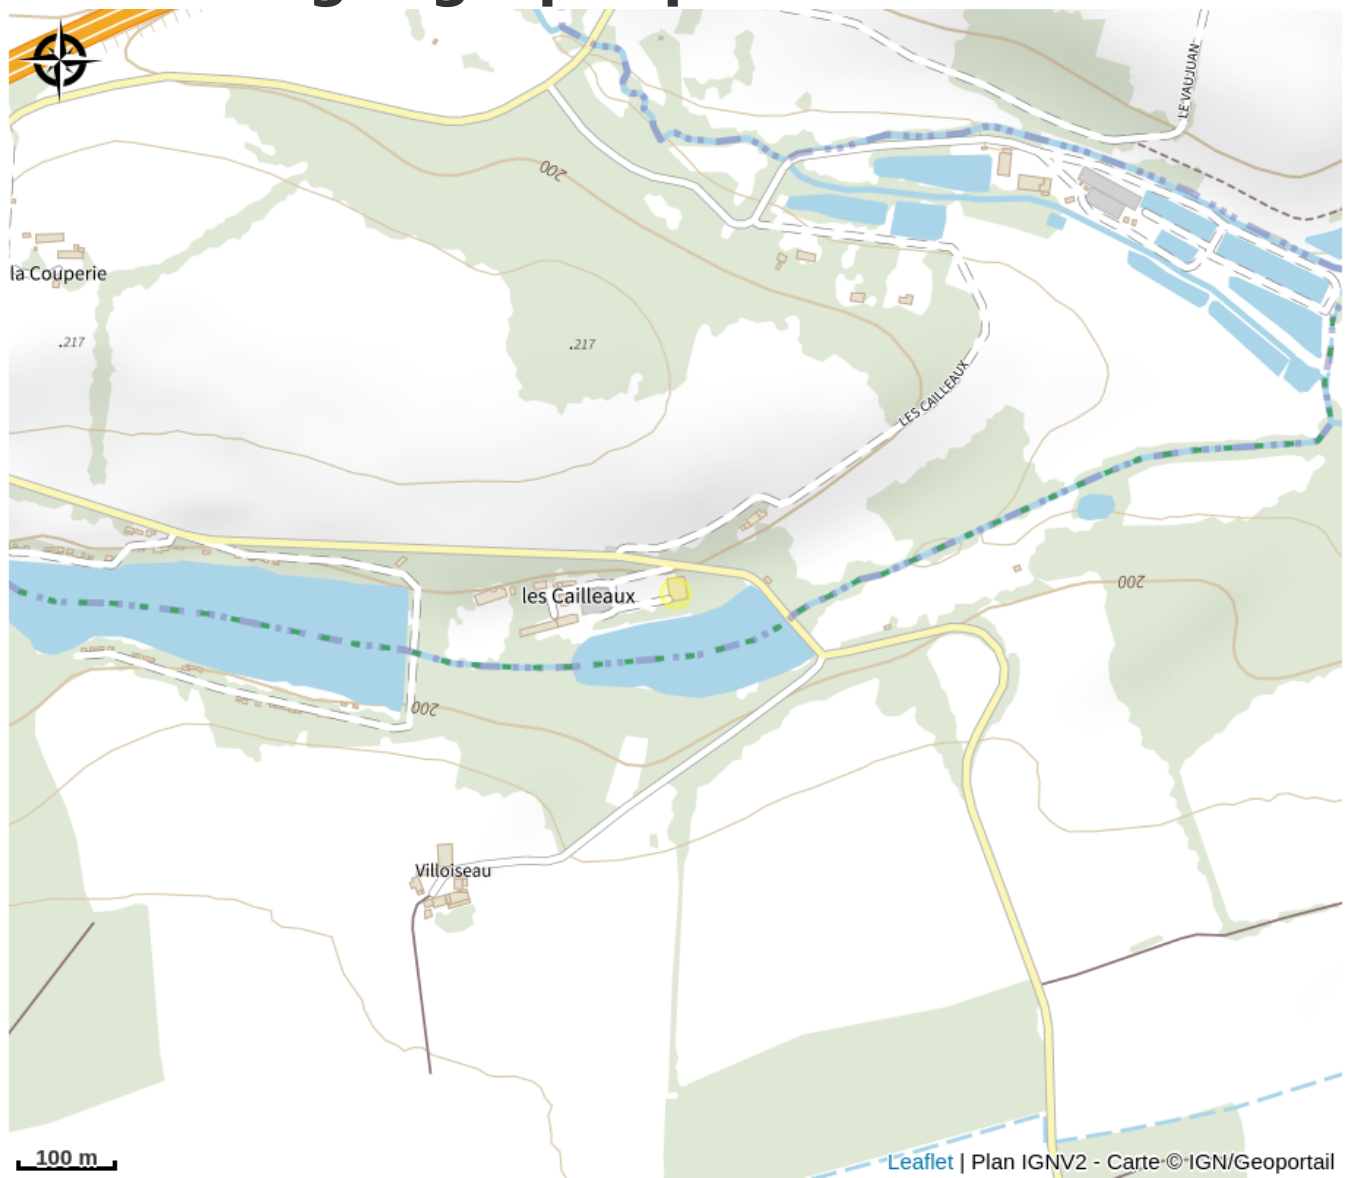 LE VAUJUAN
200
la Couperie
.217
.217
LES CAILLEAUX
les Cailleaux
200
200
Villoiseau
100 m
Leaflet | Plan IGNV2 - Carte © IGN/Geoportail